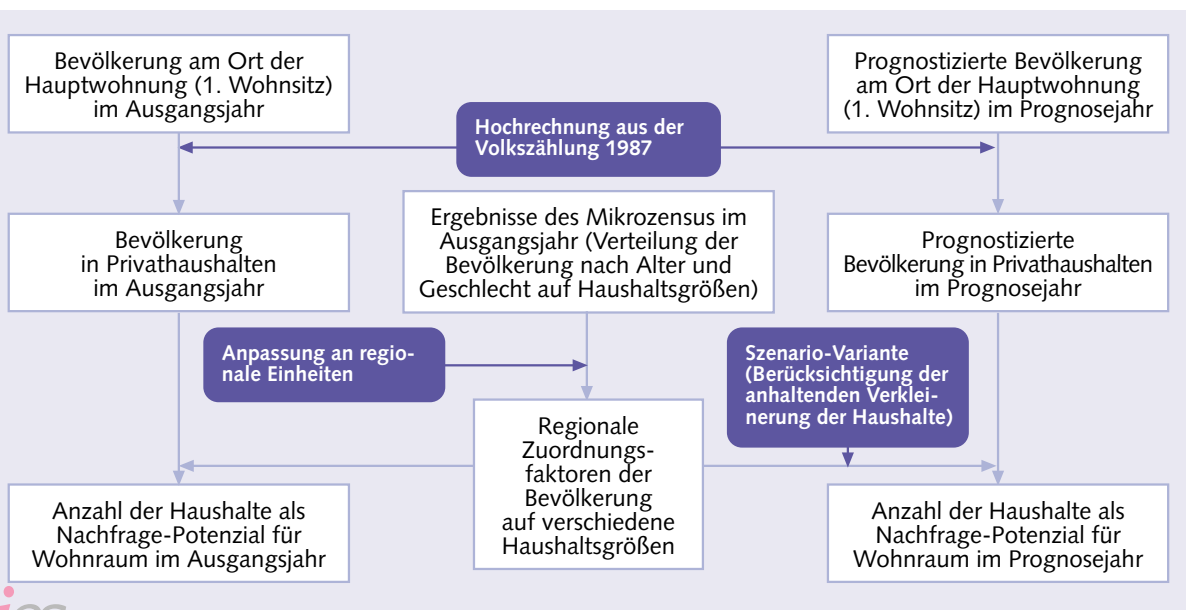 Bevölkerung am Ort der
Hauptwohnung (1. Wohnsitz)
im Ausgangsjahr
Prognostizierte Bevölkerung
am Ort der Hauptwohnung
(1. Wohnsitz) im Prognosejahr
Hochrechnung aus der
Volkszählung 1987
Bevölkerung
in Privathaushalten
im Ausgangsjahr
Ergebnisse des Mikrozensus im
Ausgangsjahr (Verteilung der
Bevölkerung nach Alter und
Geschlecht auf Haushaltsgrößen)
Prognostizierte
Bevölkerung in Privathaushalten
im Prognosejahr
Anpassung an regio-
nale Einheiten
Szenario-Variante
(Berücksichtigung der
anhaltenden Verklei-
nerung der Haushalte)
Regionale
Zuordnungs-
faktoren der
Bevölkerung
auf verschiedene
Haushaltsgrößen
Anzahl der Haushalte als
Nachfrage-Potenzial für
Wohnraum im Ausgangsjahr
Anzahl der Haushalte als
Nachfrage-Potenzial für
Wohnraum im Prognosejahr